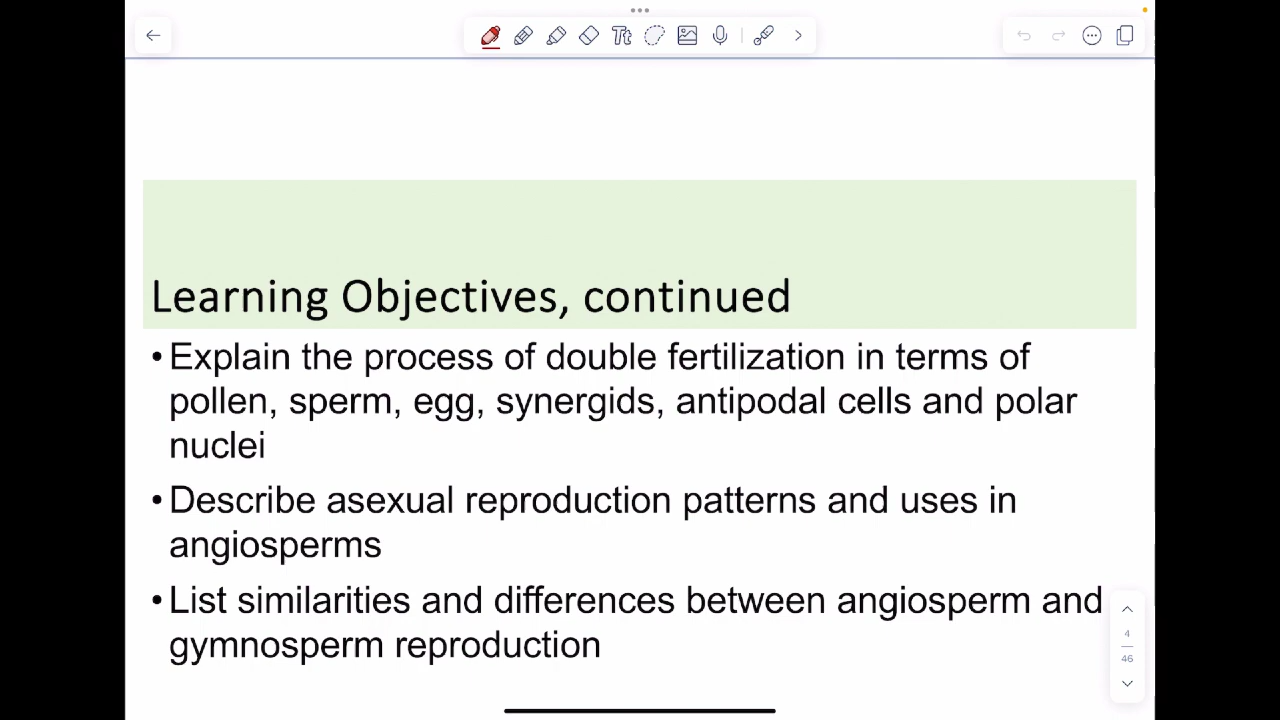 Tt
Learning Objectives, continued
• Explain the process of double fertilization in terms of
pollen, sperm, egg, synergids, antipodal cells and polar
nuclei
• Describe asexual reproduction patterns and uses in
angiosperms
• List similarities and differences between angiosperm and
gymnosperm reproduction
4
46